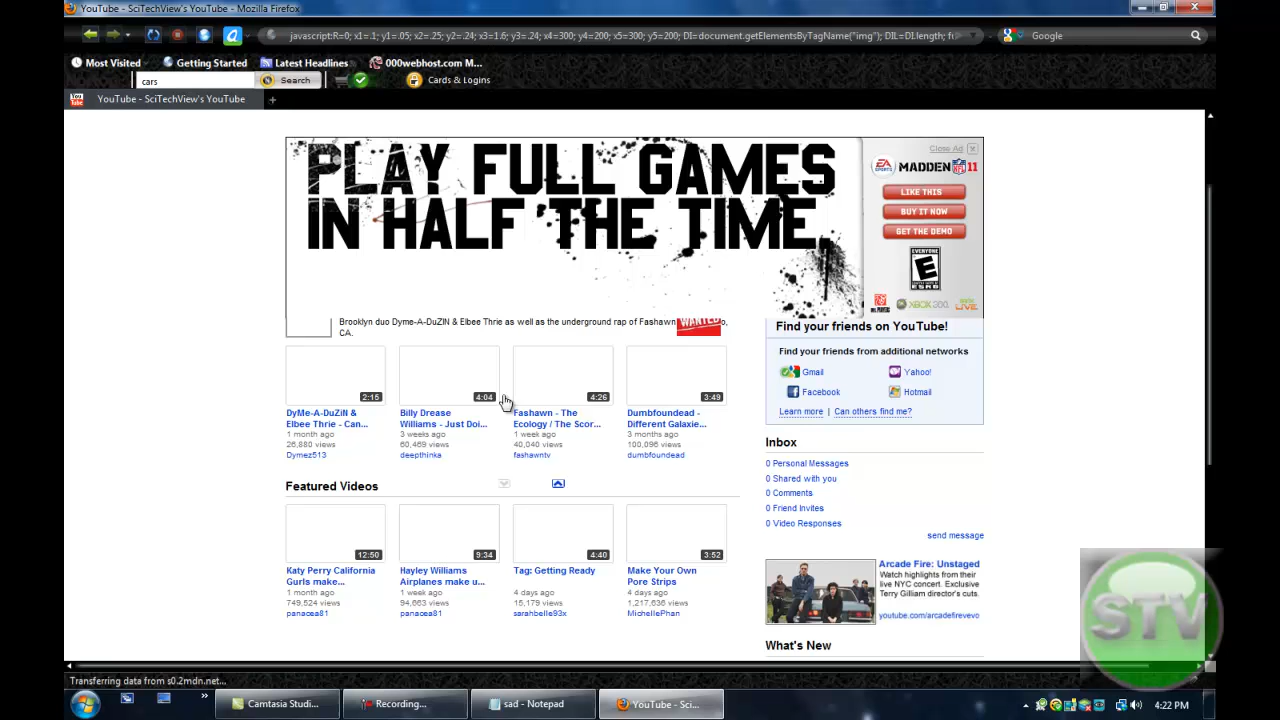 YouTube - SciTechView's YouTube - Mozilla Firefox
javascript:R=0; x1=.1; y1=.05; x2=.25; y2=.24; x3=1.6; y3=.24; x4=300; y4=200; x5=300; y5=200; DI=document.getElementsByTagName("img"); DIL=DI.length; fu
Google
Most Visited
Getting Started
Latest Headlines
000webhost.com M...
cars
Search
Cards & Logins
You Tube
YouTube - SciTechView's YouTube
PLAY FULL GAMES
IN HALF THE TIME.
Close Ad
EA SPORTS
MADDEN NFL 11
LIKE THIS
BUY IT NOW
GET THE DEMO
EVERYONE
E
ESRB
XBOX 360
LIVE
Brooklyn duo Dyme-A-DuZIN & Elbee Thrie as well as the underground rap of Fashawn
CA.
WANTED
Find your friends on YouTube!
Find your friends from additional networks
Gmail
Yahoo!
Facebook
Hotmail
Learn more | Can others find me?
2:15
4:04
4:26
3:49
DyMe-A-DuZiN &
Elbee Thrie - Can...
1 month ago
26,880 views
Dymez513
Billy Drease
Williams - Just Doi...
3 weeks ago
60,469 views
deepthinka
Fashawn - The
Ecology / The Scor...
1 week ago
40,040 views
fashawntv
Dumbfoundead -
Different Galaxie...
3 months ago
100,096 views
dumbfoundead
Inbox
0 Personal Messages
0 Shared with you
0 Comments
0 Friend Invites
0 Video Responses
send message
Featured Videos
12:50
9:34
4:40
3:52
Katy Perry California
Gurls make...
1 month ago
749,524 views
panacea81
Hayley Williams
Airplanes make u...
1 week ago
94,663 views
panacea81
Tag: Getting Ready
4 days ago
15,179 views
sarahbelle93x
Make Your Own
Pore Strips
4 days ago
1,217,636 views
MichellePhan
Arcade Fire: Unstaged
Watch highlights from their
live NYC concert. Exclusive
Terry Gilliam director's cuts.
youtube.com/arcadefirevevo
What's New
STV
Transferring data from s0.2mdn.net...
Camtasia Studi...
Recording...
sad - Notepad
YouTube - Sci...
4:22 PM